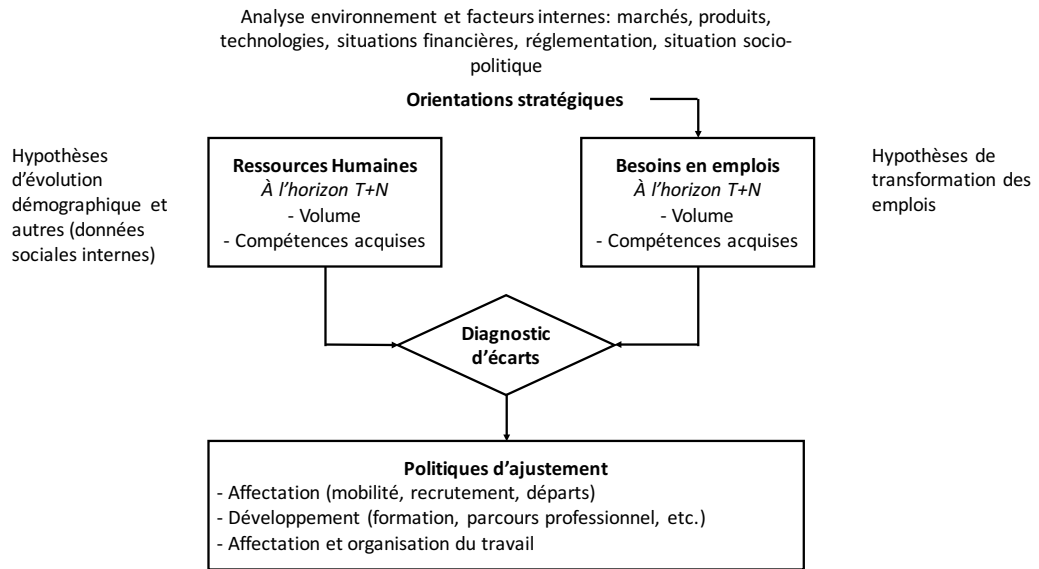 Analyse environnement et facteurs internes: marchés, produits,
technologies, situations financières, réglementation, situation socio-
politique
Orientations stratégiques
Hypothèses
d’évolution
démographique et
autres (données
sociales internes)
Ressources Humaines
À l’horizon T+N
- Volume
- Compétences acquises
Besoins en emplois
À l’horizon T+N
- Volume
- Compétences acquises
Hypothèses de
transformation des
emplois
Diagnostic
d’écarts
Politiques d’ajustement
- Affectation (mobilité, recrutement, départs)
- Développement (formation, parcours professionnel, etc.)
- Affectation et organisation du travail